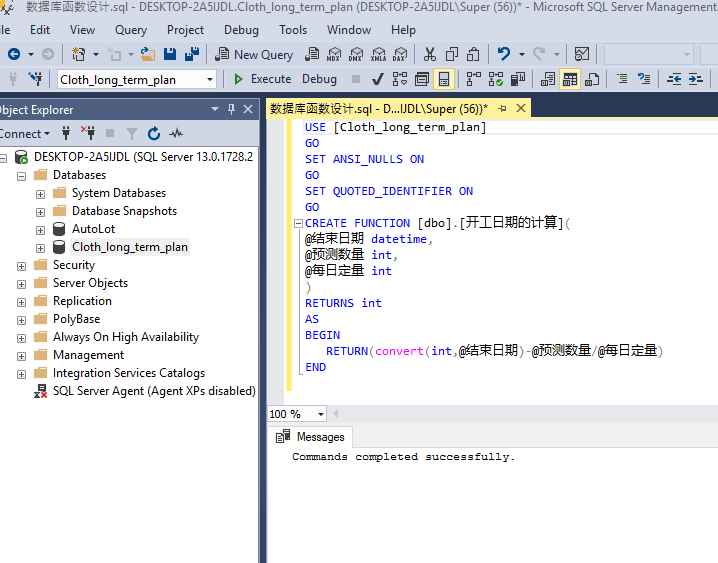 数据库函数设计.sql - DESKTOP-2A5IJDL.Cloth_long_term_plan (DESKTOP-2A5IJDL\Super (56))* - Microsoft SQL Server Management
Edit View Query Project Debug Tools Window Help
New Query MDX DMX XMLA DAX
Cloth_long_term_plan Execute Debug
Object Explorer
Connect
DESKTOP-2A5IJDL (SQL Server 13.0.1728.2
Databases
System Databases
Database Snapshots
AutoLot
Cloth_long_term_plan
Security
Server Objects
Replication
PolyBase
Always On High Availability
Management
Integration Services Catalogs
SQL Server Agent (Agent XPs disabled)
数据库函数设计.sql - D...IJDL\Super (56))*
USE [Cloth_long_term_plan]
GO
SET ANSI_NULLS ON
GO
SET QUOTED_IDENTIFIER ON
GO
CREATE FUNCTION [dbo].[开工日期的计算](
@结束日期 datetime,
@预测数量 int,
@每日定量 int
)
RETURNS int
AS
BEGIN
RETURN(convert(int,@结束日期)-@预测数量/@每日定量)
END
100 %
Messages
Commands completed successfully.